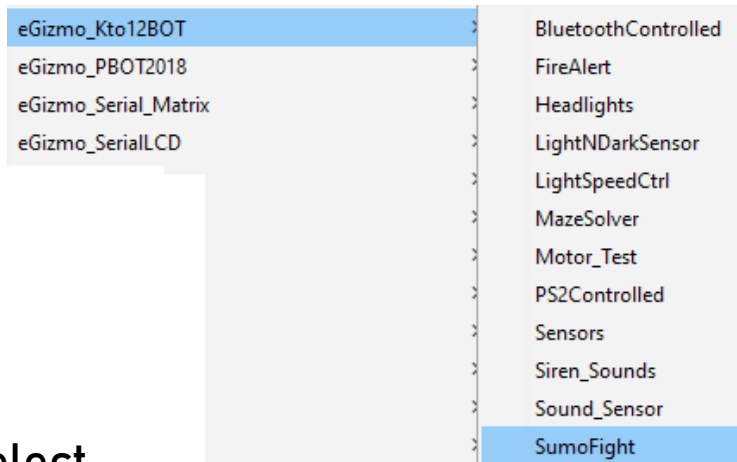 eGizmo_Kto12BOT
eGizmo_PBOT2018
eGizmo_Serial_Matrix
eGizmo_SerialLCD
BluetoothControlled
FireAlert
Headlights
LightNDarkSensor
LightSpeedCtrl
MazeSolver
Motor_Test
PS2Controlled
Sensors
Siren_Sounds
Sound_Sensor
SumoFight